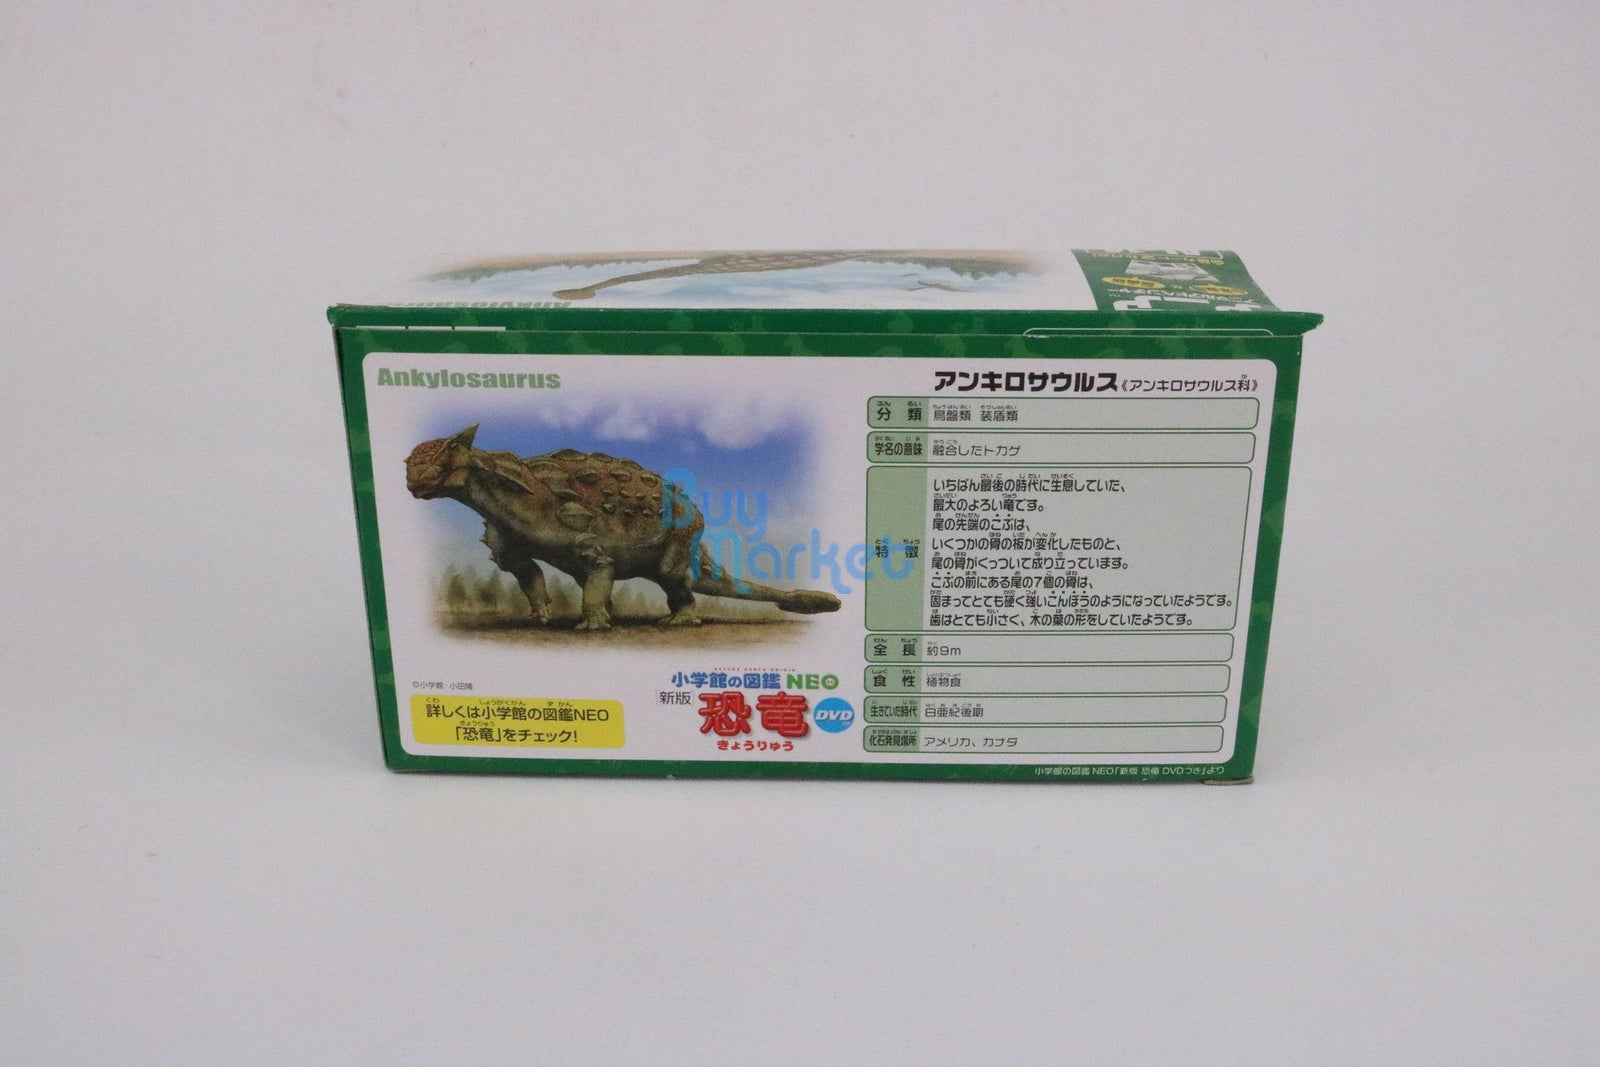 Ankylosaurus
アンキロサウルス《アンキロサウルス科》
分類 鳥盤類 装盾類
学名の意味 融合したトカゲ
特徴
いちばん最後の時代に生息していた、
最大のよろい竜です。
尾の先端のこぶは、
いくつかの骨の板が変化したものと、
尾の骨がくっついて成り立っています。
こぶの前にある尾の7個の骨は、
固まってとても硬く強いこんぼうのようになっていたようです。
歯はとても小さく、木の葉の形をしていたようです。
全長 約9m
食性 植物食
生きていた時代 白亜紀後期
化石発見場所 アメリカ、カナダ
小学館の図鑑 NEO「新版 恐竜 DVDつき」より
©小学館・小田隆
詳しくは小学館の図鑑NEO
「恐竜」をチェック!
小学館の図鑑 NEO
新版 恐竜 DVD
きょうりゅう
Buy
Market
Ankylosaurus